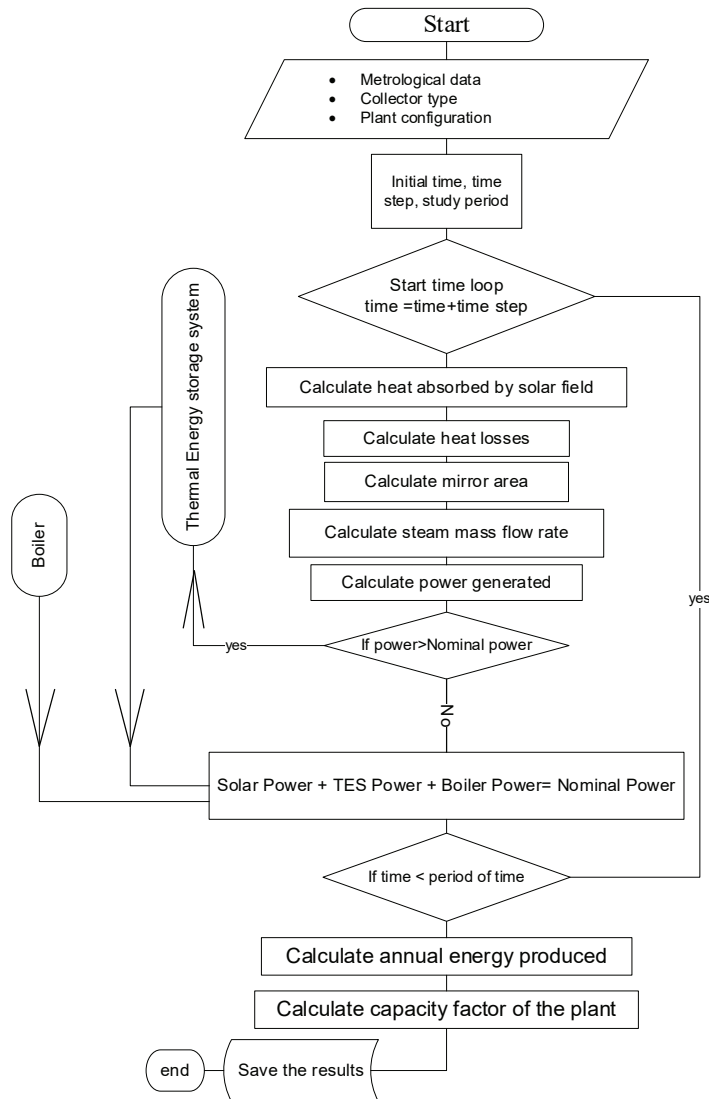 Start
• Metrological data
• Collector type
• Plant configuration
Initial time, time
step, study period
Start time loop
time =time+time step
Calculate heat absorbed by solar field
Calculate heat losses
Calculate mirror area
Calculate steam mass flow rate
Calculate power generated
If power>Nominal power
yes
Thermal Energy storage system
Boiler
yes
No
Solar Power + TES Power + Boiler Power= Nominal Power
If time < period of time
Calculate annual energy produced
Calculate capacity factor of the plant
end
Save the results